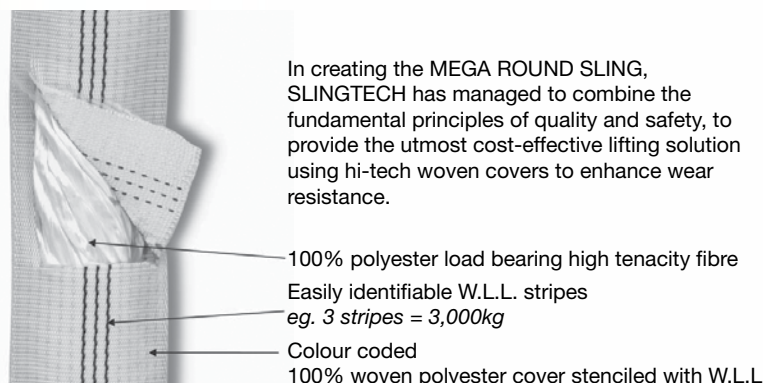 In creating the MEGA ROUND SLING,
SLINGTECH has managed to combine the
fundamental principles of quality and safety, to
provide the utmost cost-effective lifting solution
using hi-tech woven covers to enhance wear
resistance.
100% polyester load bearing high tenacity fibre
Easily identifiable W.L.L. stripes
eg. 3 stripes = 3,000kg
Colour coded
100% woven polyester cover stenciled with W.L.L